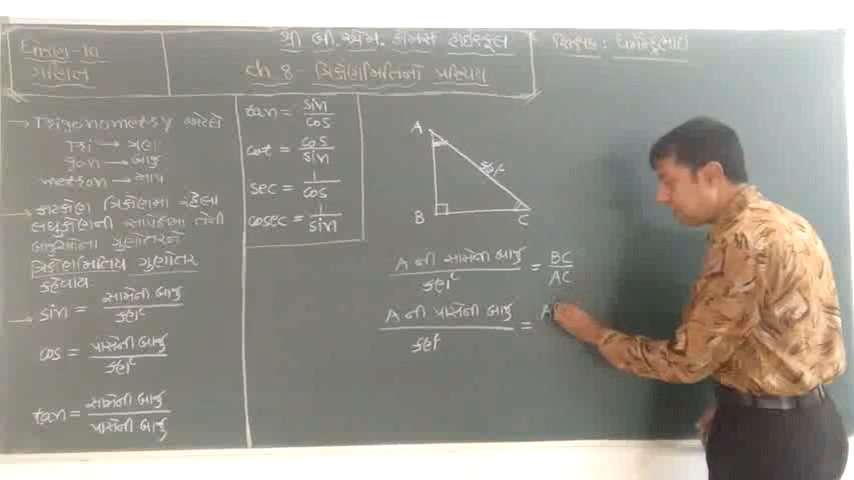 ધોરણ-10
ગણિત
શ્રી બી. એમ. કોમર્સ હાઇસ્કૂલ
ch 8 - ત્રિકોણમિતિનો પરિચય
શિક્ષક :
→ Trigonometry એટલે
Tri → ત્રણ
gon → બાજુ
metron → માપ
→ કાટકોણ ત્રિકોણમાં રહેલા
લઘુકોણની સાપેક્ષમાં તેની
બાજુઓના ગુણોતરને
ત્રિકોણમિતિય ગુણોતર
કહેવાય
→ sin = સામેની બાજુ / કર્ણ
cos = પાસેની બાજુ / કર્ણ
tan = સામેની બાજુ / પાસેની બાજુ
tan = sin / cos
cot = cos / sin
sec = 1 / cos
cosec = 1 / sin
A
કર્ણ
B
C
A ની સામેની બાજુ / કર્ણ = BC / AC
A ની પાસેની બાજુ / કર્ણ = A